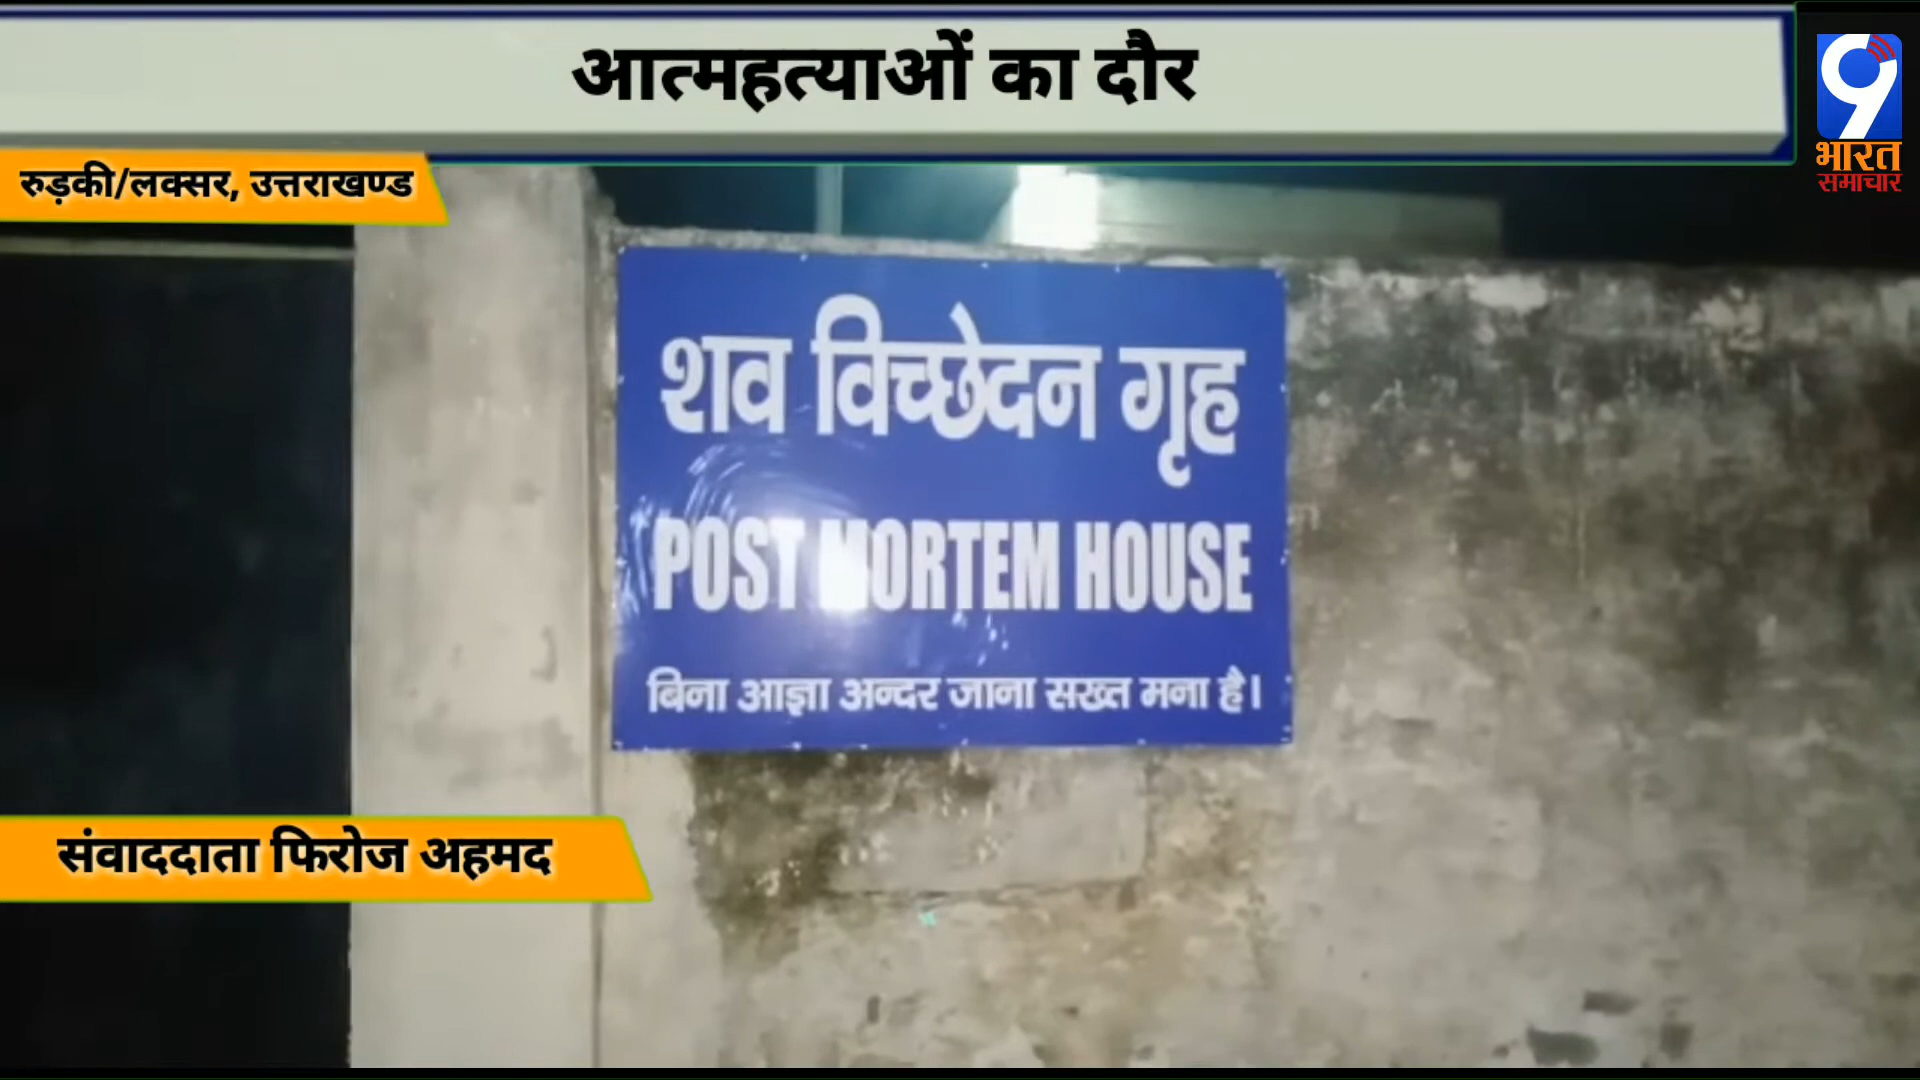 आत्महत्याओं का दौर
9
भारत
समाचार
रुड़की/लक्सर, उत्तराखण्ड
शव विच्छेदन गृह
POST MORTEM HOUSE
बिना आज्ञा अन्दर जाना सख्त मना है।
संवाददाता फिरोज अहमद